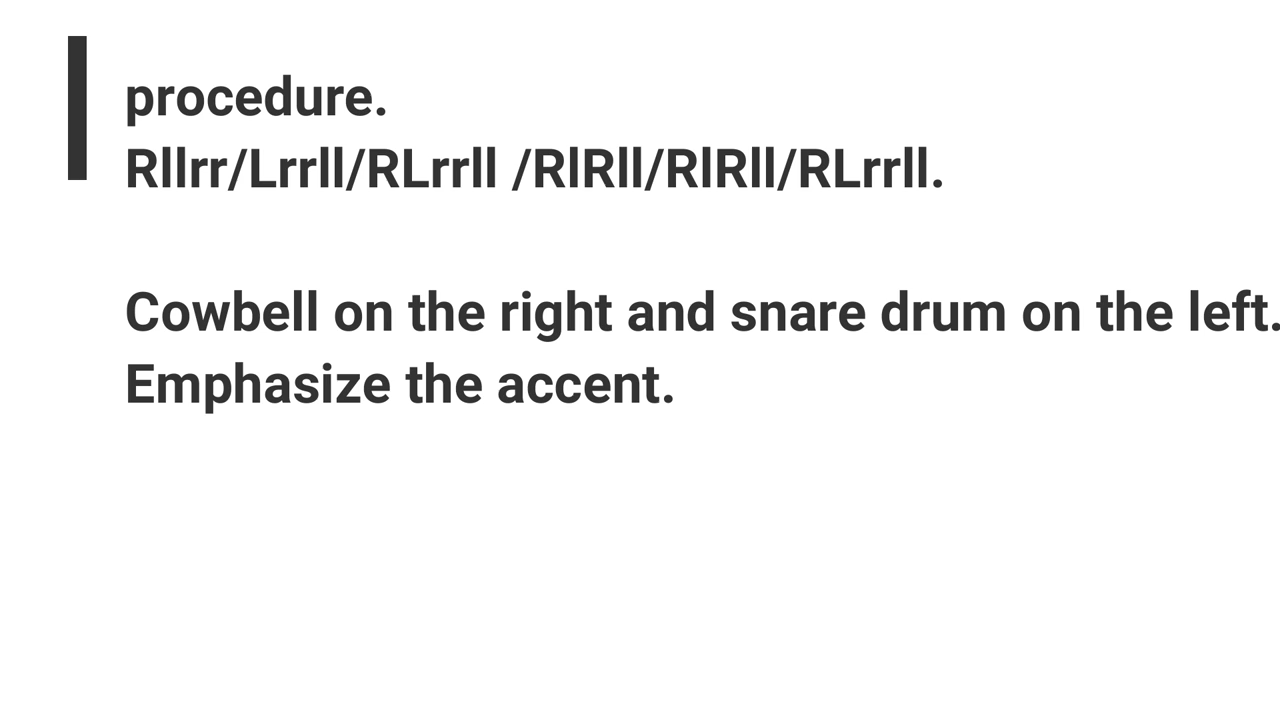 procedure.
Rllrr/Lrrll/RLrrll /RlRll/RlRll/RLrrll.
Cowbell on the right and snare drum on the left.
Emphasize the accent.